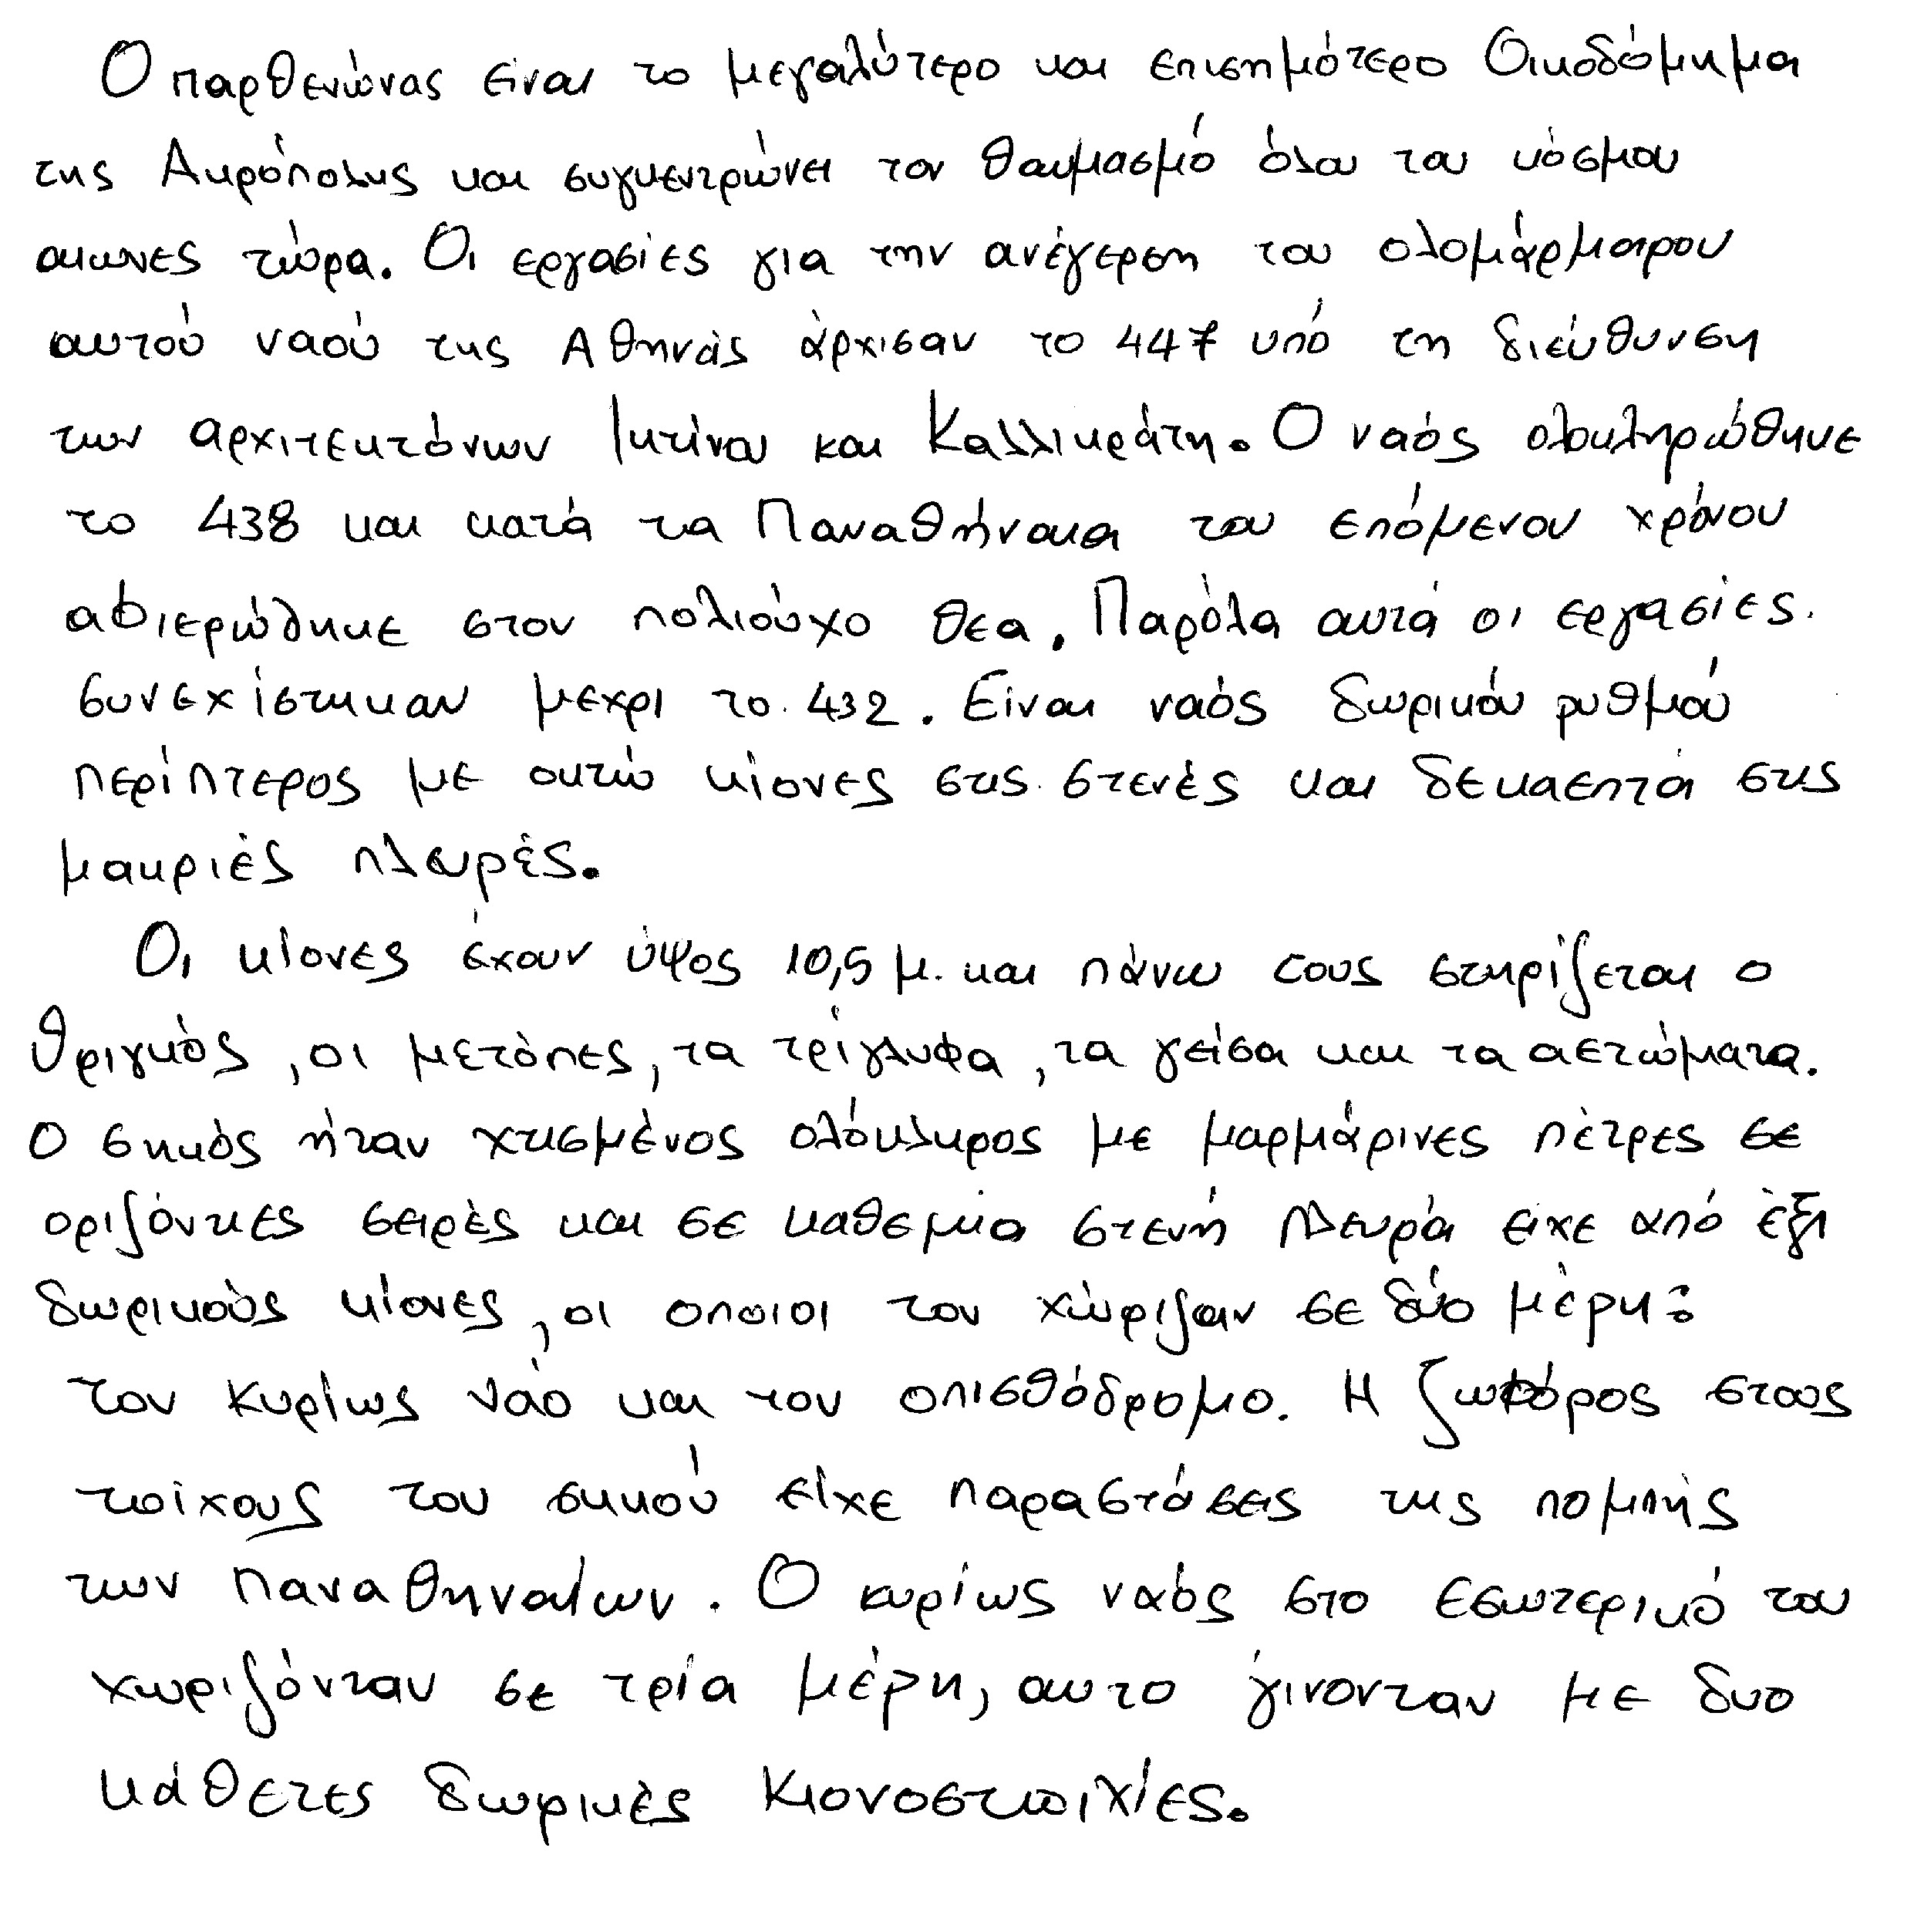 Ο παρθενώνας είναι το μεγαλύτερο και επισημότερο Οικοδόμημα
της Ακρόπολης και συγκεντρώνει τον θαυμασμό όλου του κόσμου
αιωνες τώρα. Οι εργασίες για την ανέγερση του ολομάρμαρου
αυτού ναού της Αθηνάς άρχισαν το 447 υπό τη διεύθυνση
των αρχιτεκτόνων Ικτίνου και Καλλικράτη. Ο ναός ολοκληρώθηκε
το 438 και κατά τα Παναθήναια του επόμενου χρόνου
αφιερώθηκε στον πολιούχο θεα. Παρόλα αυτά οι εργασίες
συνεχίστηκαν μεχρι το 432. Είναι ναός δωρικού ρυθμού
περίπτερος με οκτώ κίονες στις στενές και δεκαεπτά στις
μακριές πλευρές.
Οι κίονες έχουν ύψος 10,5 μ. και πάνω τους στηρίζεται ο
θριγκός, οι μετόπες, τα τρίγλυφα, τα γείσα και τα αετώματα.
Ο σηκός ήταν χτισμένος ολόκληρος με μαρμάρινες πέτρες σε
οριζόντιες σειρές και σε καθεμία στενή πλευρά ειχε από έξι
δωρικούς κίονες, οι οποιοι τον χώριζαν σε δύο μέρη:
τον κυρίως ναό και τον οπισθόδρομο. Η ζωφόρος στους
τοίχους του σηκού είχε παραστάσεις της πομπής
των παναθηναίων. Ο κυρίως ναός στο εσωτερικό του
χωριζόνταν σε τρία μέρη, αυτο γίνονταν με δυο
κάθετες δωρικές κιονοστοιχίες.